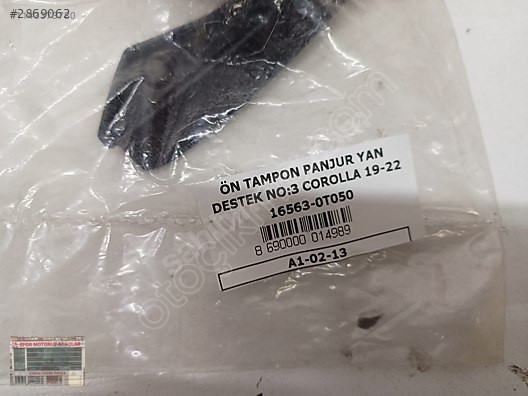 #2869062
ÖN TAMPON PANJUR YAN
DESTEK NO:3 COROLLA 19-22
16563-0T050
8 690000 014989
A1-02-13